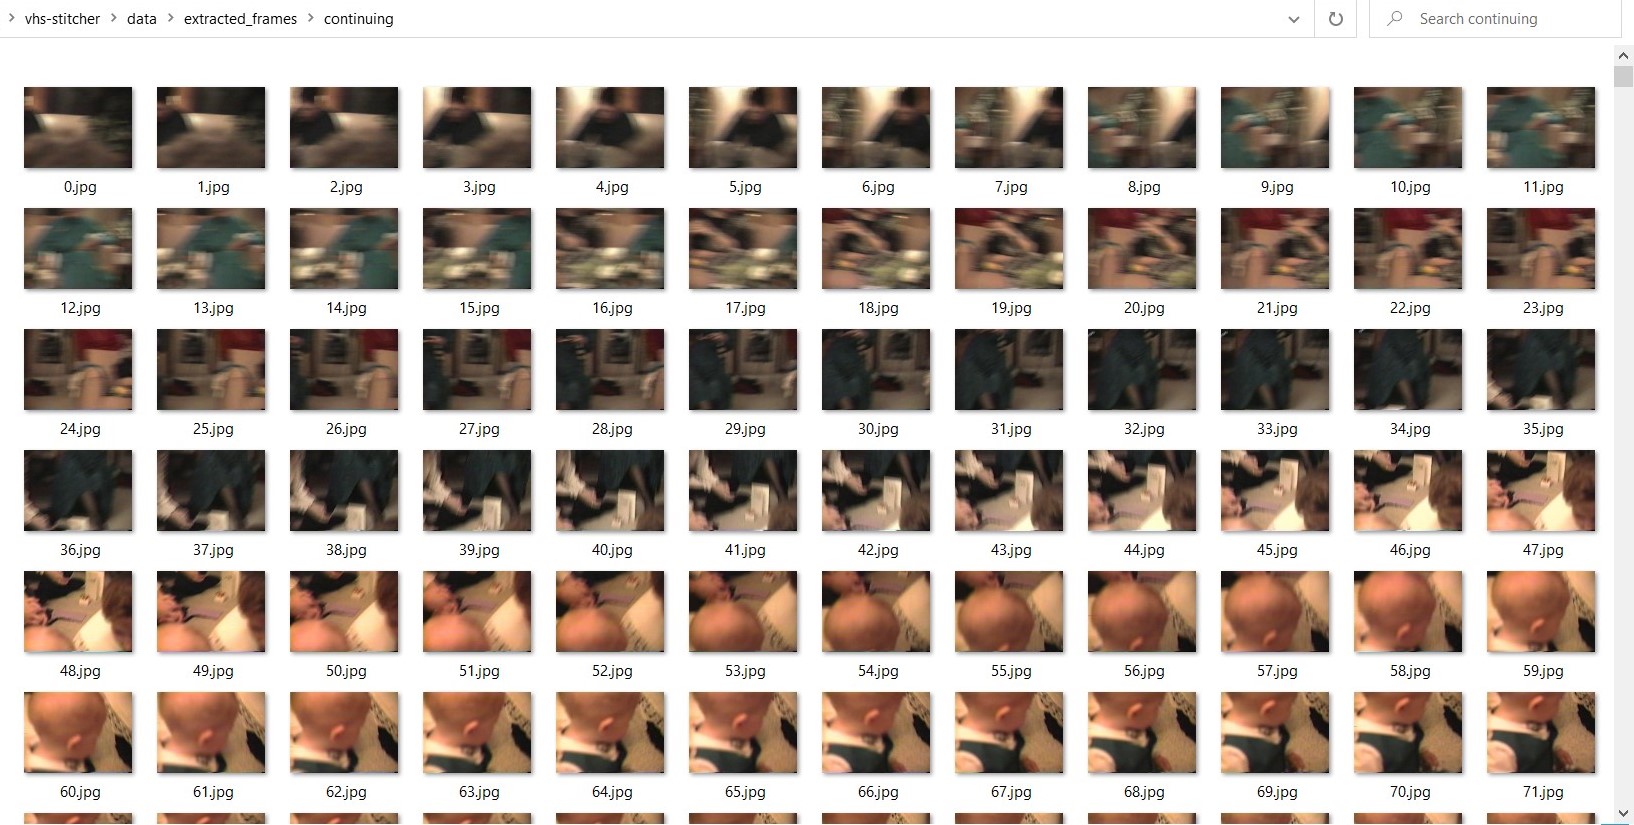 vhs-stitcher > data > extracted_frames > continuing
Search continuing
0.jpg 1.jpg 2.jpg 3.jpg 4.jpg 5.jpg 6.jpg 7.jpg 8.jpg 9.jpg 10.jpg 11.jpg
12.jpg 13.jpg 14.jpg 15.jpg 16.jpg 17.jpg 18.jpg 19.jpg 20.jpg 21.jpg 22.jpg 23.jpg
24.jpg 25.jpg 26.jpg 27.jpg 28.jpg 29.jpg 30.jpg 31.jpg 32.jpg 33.jpg 34.jpg 35.jpg
36.jpg 37.jpg 38.jpg 39.jpg 40.jpg 41.jpg 42.jpg 43.jpg 44.jpg 45.jpg 46.jpg 47.jpg
48.jpg 49.jpg 50.jpg 51.jpg 52.jpg 53.jpg 54.jpg 55.jpg 56.jpg 57.jpg 58.jpg 59.jpg
60.jpg 61.jpg 62.jpg 63.jpg 64.jpg 65.jpg 66.jpg 67.jpg 68.jpg 69.jpg 70.jpg 71.jpg